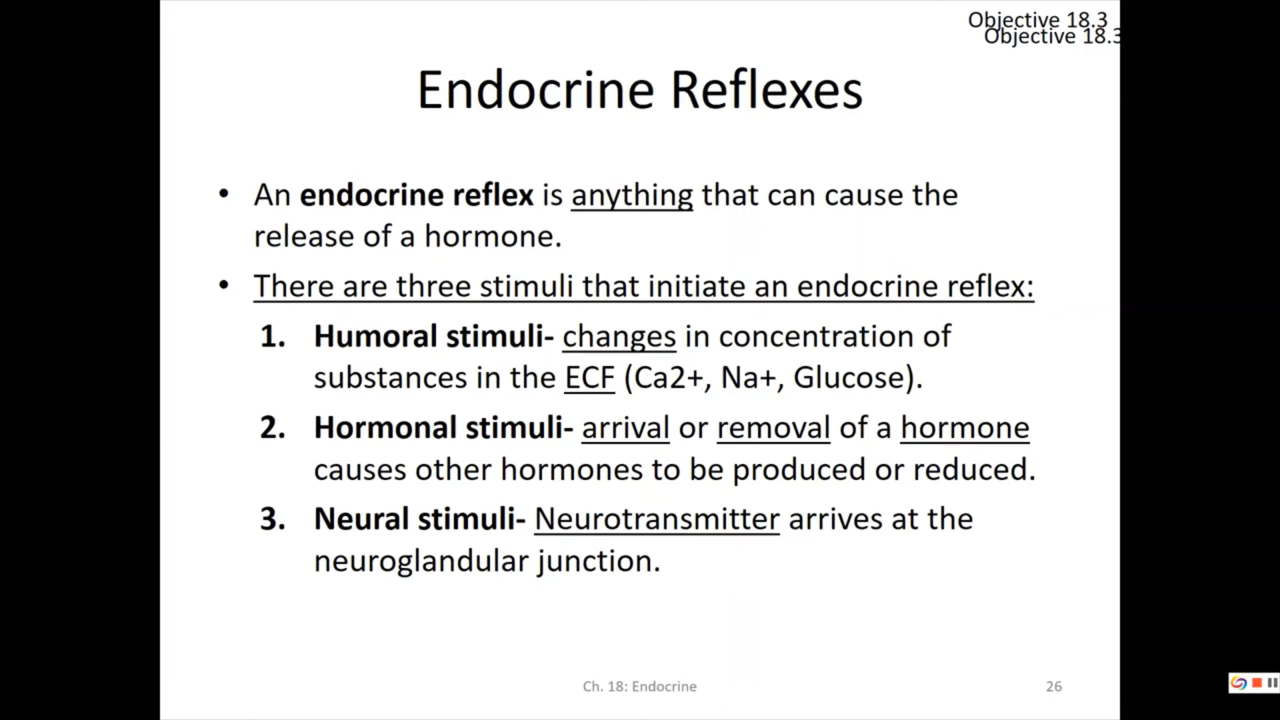 Objective 18.3
Objective 18.3
Endocrine Reflexes
• An endocrine reflex is anything that can cause the
release of a hormone.
• There are three stimuli that initiate an endocrine reflex:
1. Humoral stimuli- changes in concentration of
substances in the ECF (Ca2+, Na+, Glucose).
2. Hormonal stimuli- arrival or removal of a hormone
causes other hormones to be produced or reduced.
3. Neural stimuli- Neurotransmitter arrives at the
neuroglandular junction.
Ch. 18: Endocrine
26